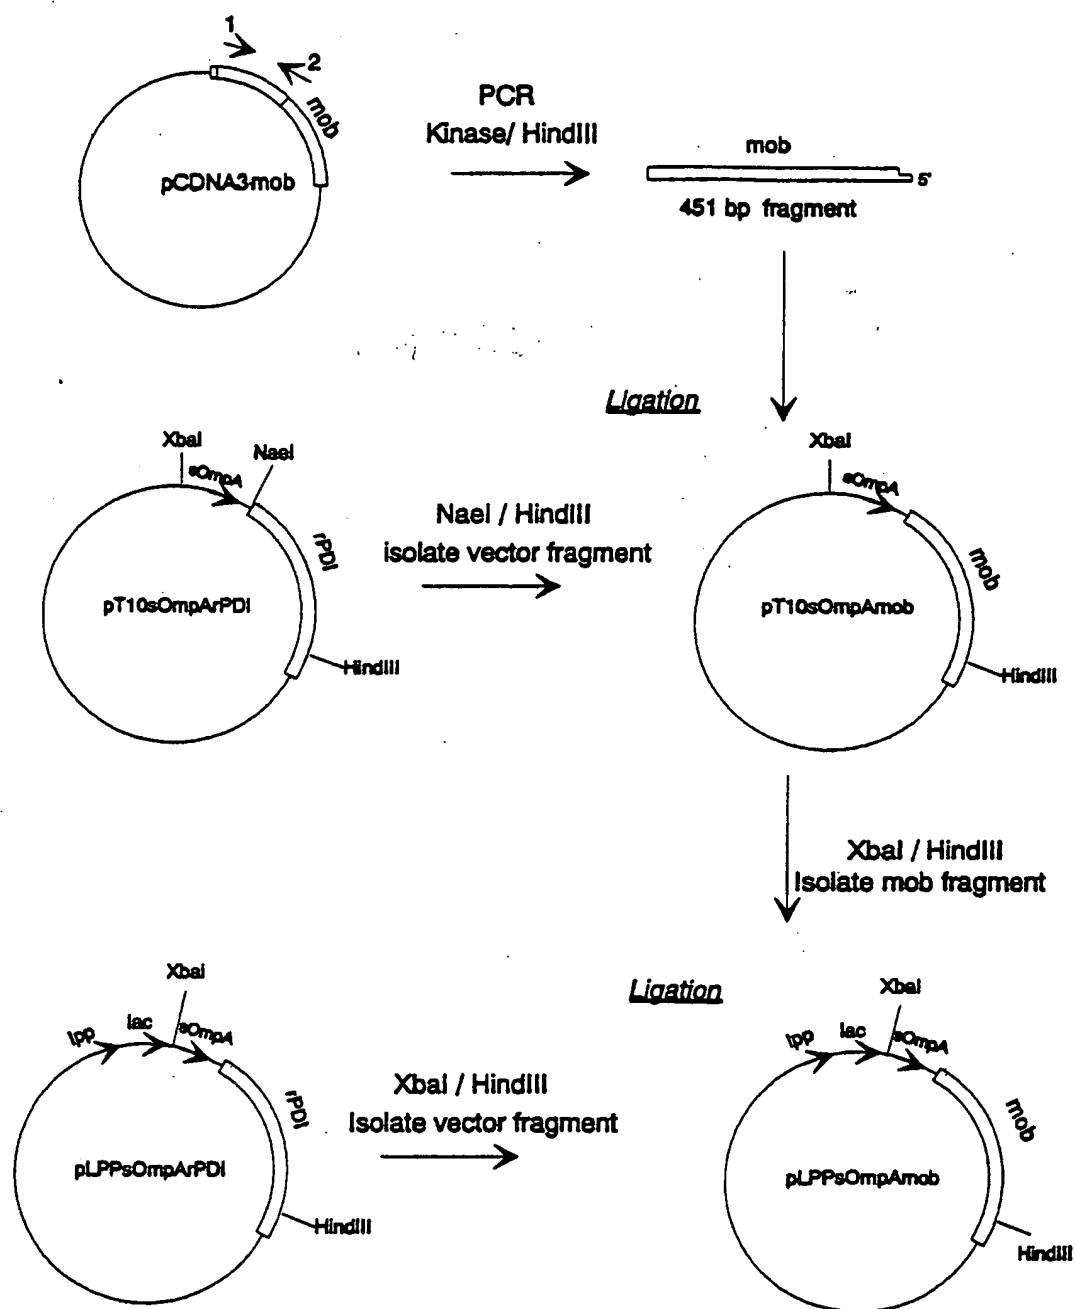 1
2
mob
pCDNA3-mob
PCR
Kinase/ HindIII
mob
5'
451 bp fragment
Ligation
XbaI
sOmpA
NaeI
rPDI
pT10sOmpArPDI
HindIII
NaeI / HindIII
isolate vector fragment
XbaI
sOmpA
mob
pT10sOmpAmob
HindIII
XbaI / HindIII
Isolate mob fragment
Ligation
XbaI
lpp
lac
sOmpA
rPDI
pLPPsOmpArPDI
HindIII
XbaI / HindIII
Isolate vector fragment
XbaI
lpp
lac
sOmpA
mob
pLPPsOmpAmob
HindIII